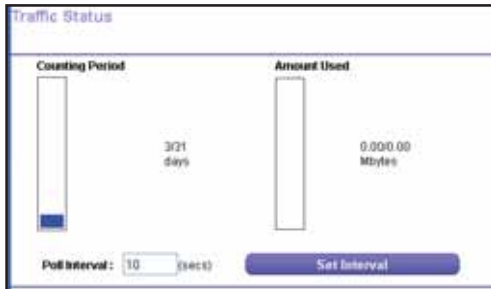 Traffic Status
Counting Period
Amount Used
3/31
days
0.00/0.00
Mbytes
Poll Interval: 10 (secs)
Set Interval